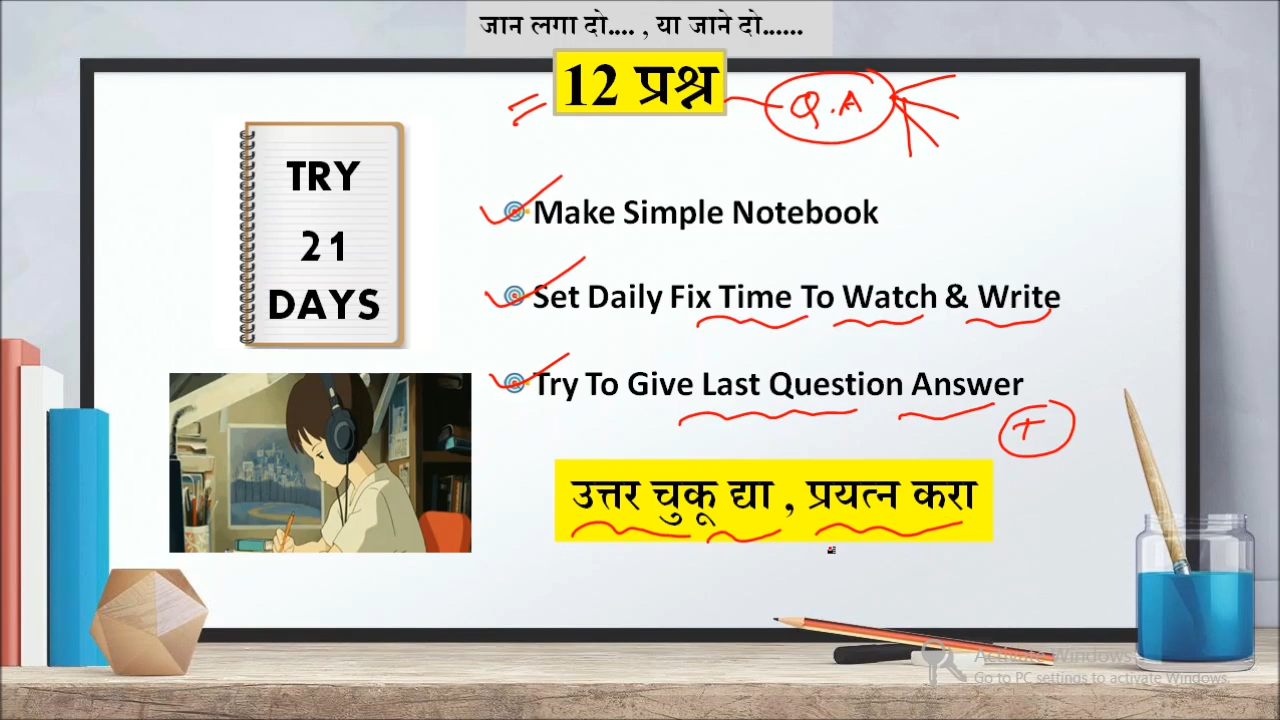 जान लगा दो.... , या जाने दो......
12 प्रश्न
Q.A
TRY
21
DAYS
Make Simple Notebook
Set Daily Fix Time To Watch & Write
Try To Give Last Question Answer
T
उत्तर चुकू द्या , प्रयत्न करा
Activate Windows
Go to PC settings to activate Windows.